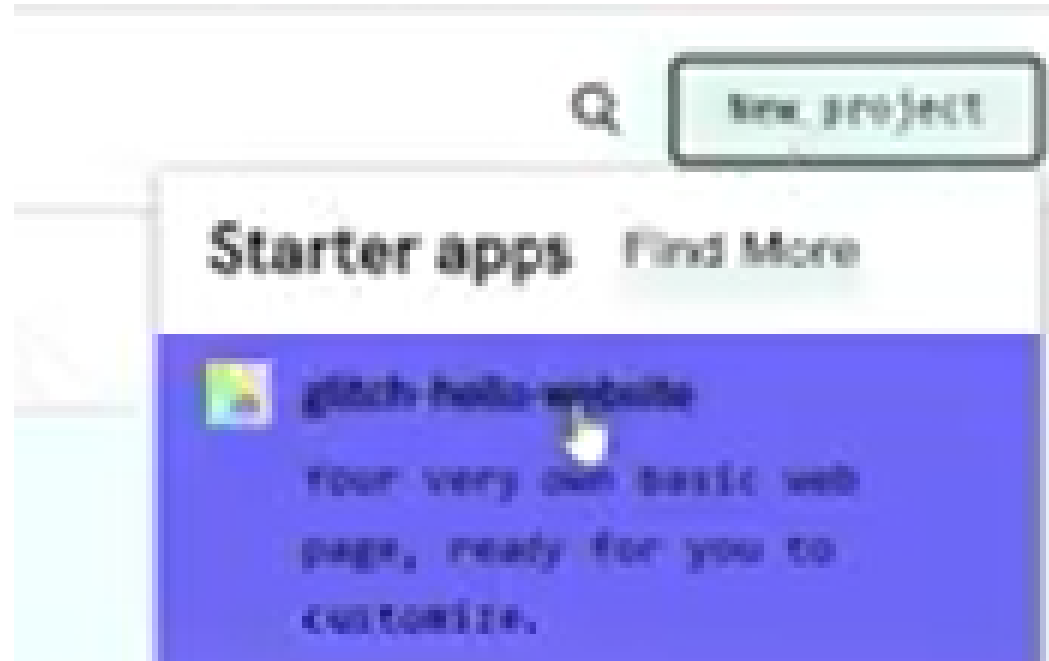 New project
Starter apps Find More
glitch-hello-website
Your very own basic web
page, ready for you to
customize.